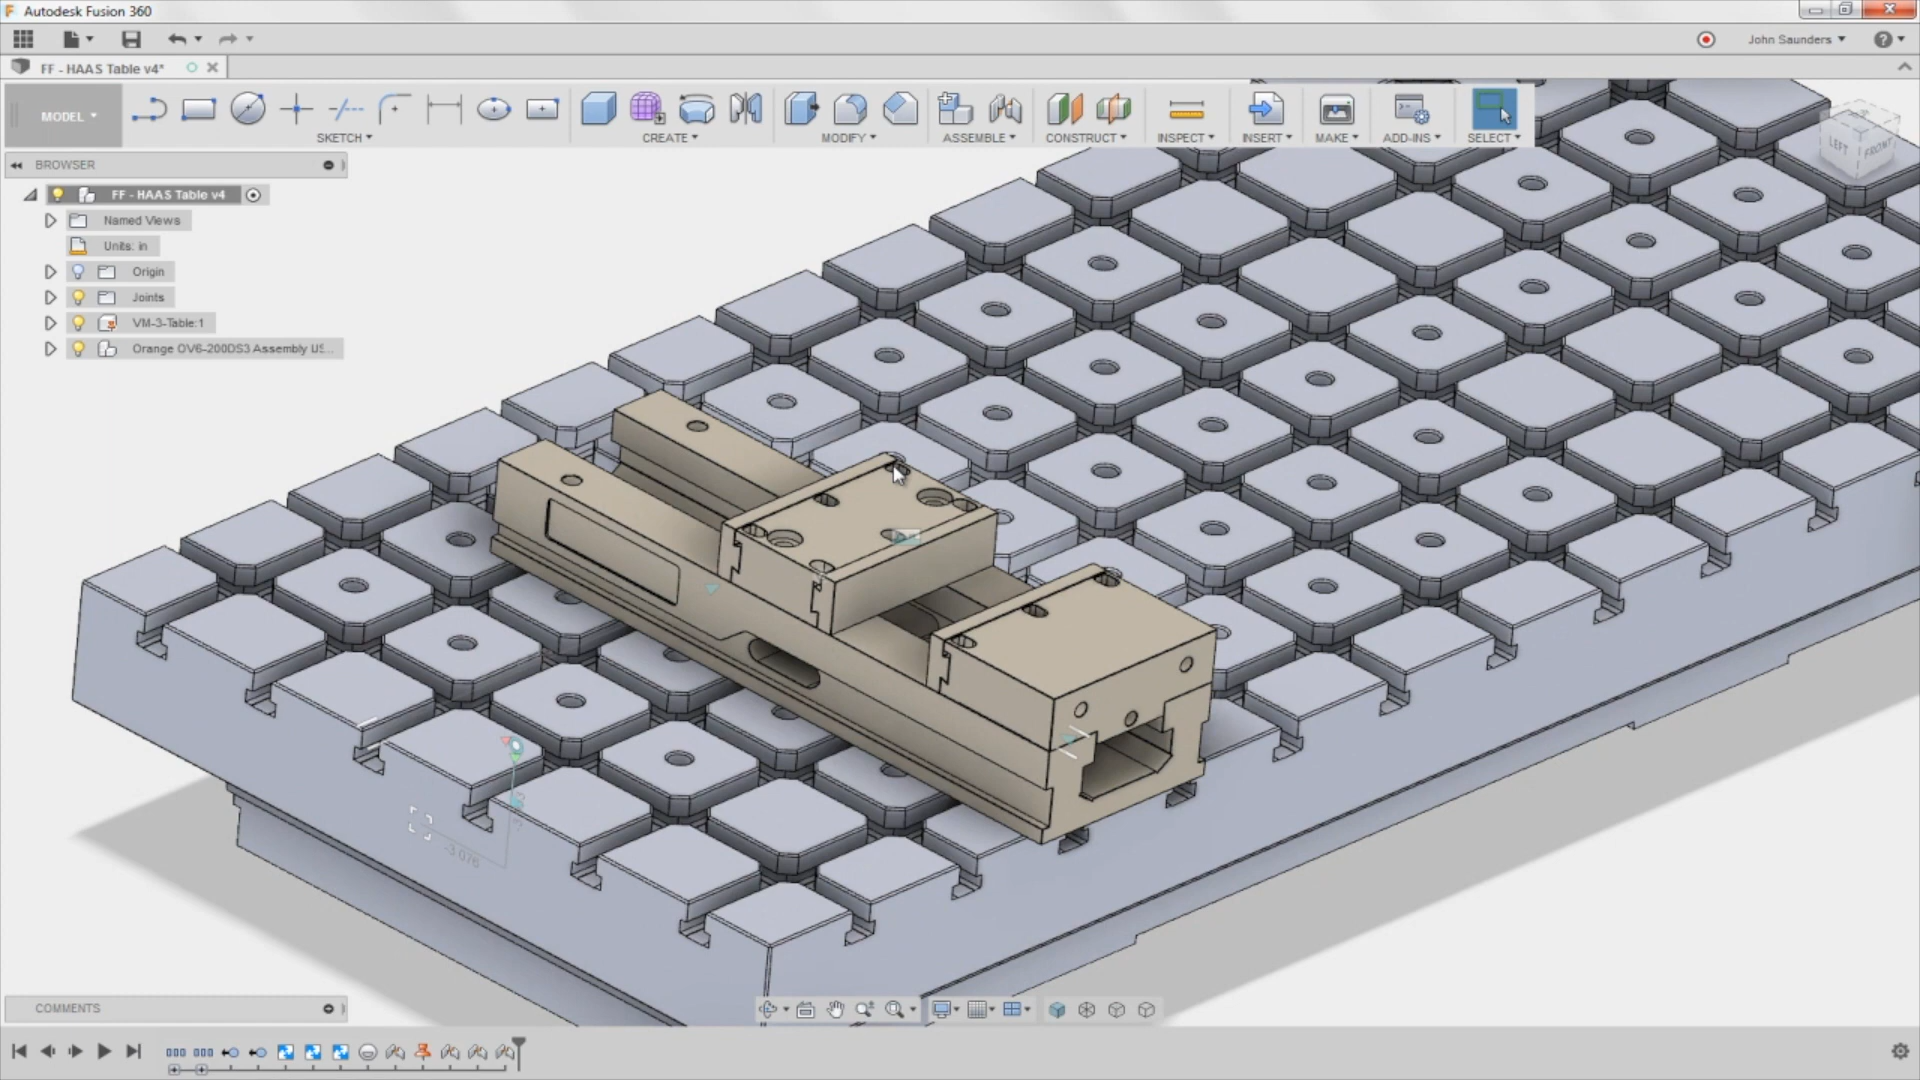 Autodesk Fusion 360
John Saunders
FF - HAAS Table v4*
MODEL
SKETCH
CREATE
MODIFY
ASSEMBLE
CONSTRUCT
INSPECT
INSERT
MAKE
ADD-INS
SELECT
LEFT
FRONT
BROWSER
FF - HAAS Table v4
Named Views
Units: in
Origin
Joints
VM-3-Table:1
Orange OV6-200DS3 Assembly US...
-3.076
COMMENTS